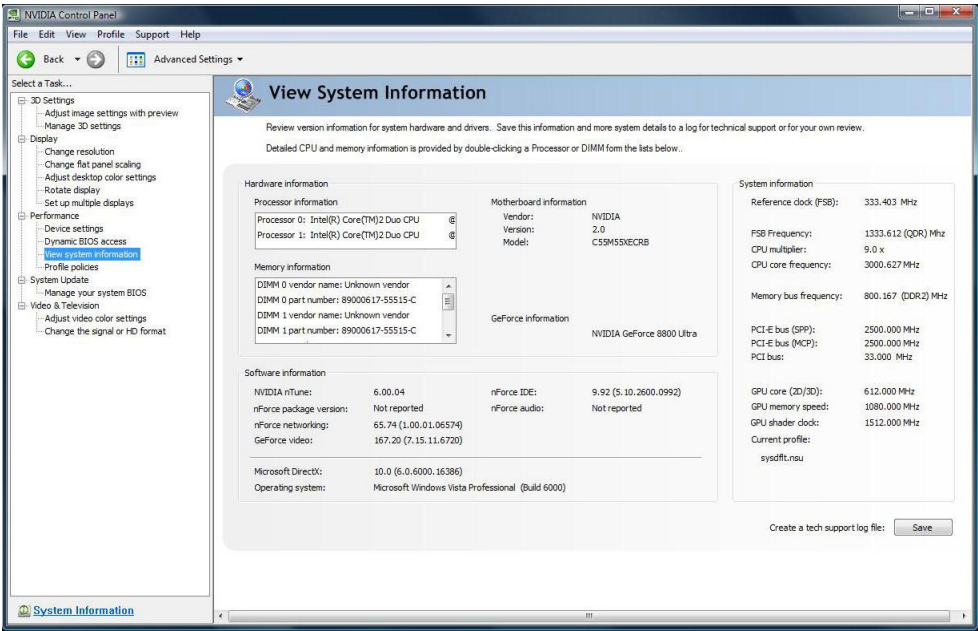 NVIDIA Control Panel
File Edit View Profile Support Help
Back Advanced Settings
Select a Task...
3D Settings
Adjust image settings with preview
Manage 3D settings
Display
Change resolution
Change flat panel scaling
Adjust desktop color settings
Rotate display
Set up multiple displays
Performance
Device settings
Dynamic BIOS access
View system information
Profile policies
System Update
Manage your system BIOS
Video & Television
Adjust video color settings
Change the signal or HD format
System Information
View System Information
Review version information for system hardware and drivers. Save this information and more system details to a log for technical support or for your own review.
Detailed CPU and memory information is provided by double-clicking a Processor or DIMM form the lists below..
Hardware information
Processor information
Processor 0: Intel(R) Core(TM)2 Duo CPU @
Processor 1: Intel(R) Core(TM)2 Duo CPU @
Memory information
DIMM 0 vendor name: Unknown vendor
DIMM 0 part number: 89000617-55515-C
DIMM 1 vendor name: Unknown vendor
DIMM 1 part number: 89000617-55515-C
Motherboard information
Vendor: NVIDIA
Version: 2.0
Model: C55M55XECRB
GeForce information
NVIDIA GeForce 8800 Ultra
Software information
NVIDIA nTune: 6.00.04
nForce package version: Not reported
nForce networking: 65.74 (1.00.01.06574)
GeForce video: 167.20 (7.15.11.6720)
nForce IDE: 9.92 (5.10.2600.0992)
nForce audio: Not reported
Microsoft DirectX: 10.0 (6.0.6000.16386)
Operating system: Microsoft Windows Vista Professional (Build 6000)
System information
Reference clock (FSB): 333.403 MHz
FSB Frequency: 1333.612 (QDR) Mhz
CPU multiplier: 9.0 x
CPU core frequency: 3000.627 MHz
Memory bus frequency: 800.167 (DDR2) MHz
PCI-E bus (SPP): 2500.000 MHz
PCI-E bus (MCP): 2500.000 MHz
PCI bus: 33.000 MHz
GPU core (2D/3D): 612.000 MHz
GPU memory speed: 1080.000 MHz
GPU shader clock: 1512.000 MHz
Current profile:
sysdflt.nsu
Create a tech support log file: Save